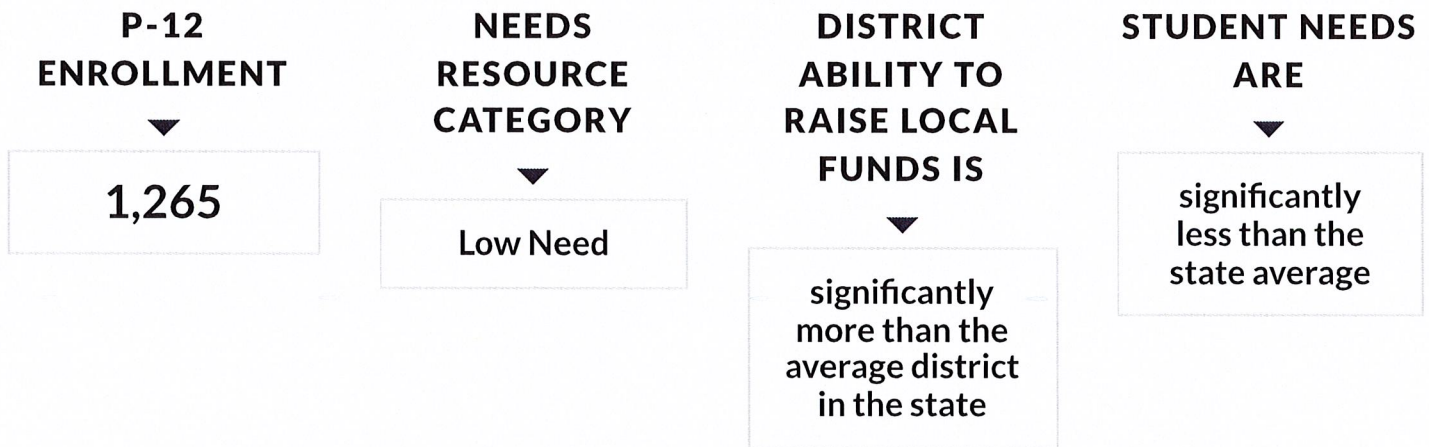 P-12
ENROLLMENT
1,265
NEEDS
RESOURCE
CATEGORY
Low Need
DISTRICT
ABILITY TO
RAISE LOCAL
FUNDS IS
significantly
more than the
average district
in the state
STUDENT NEEDS
ARE
significantly
less than the
state average